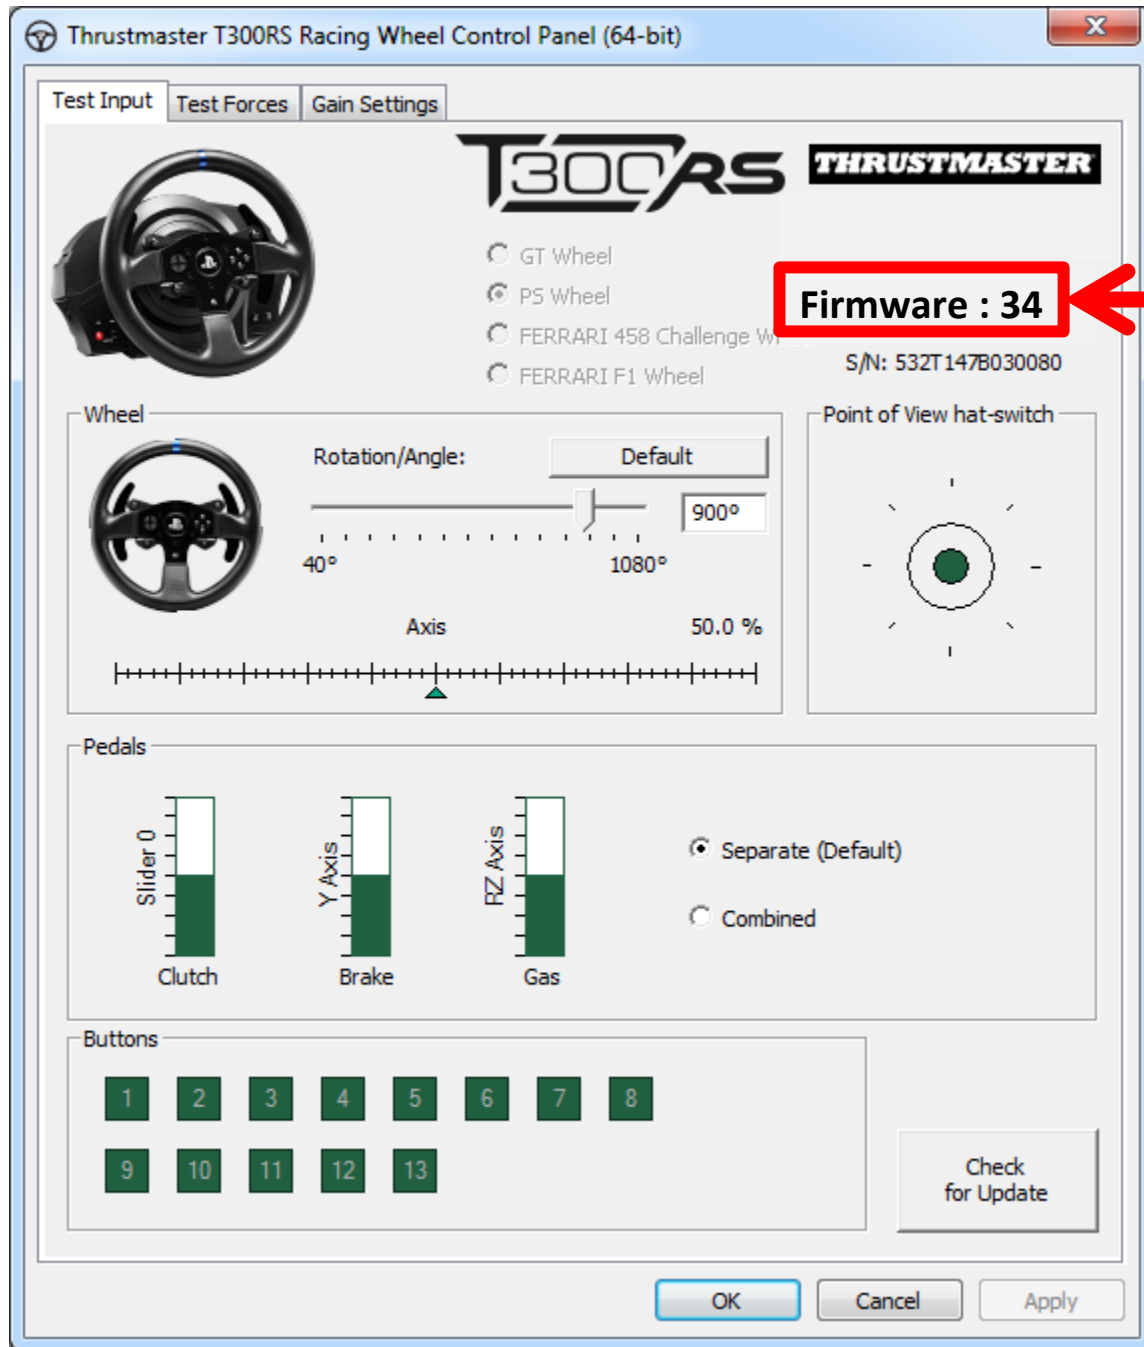 Thrustmaster T300RS Racing Wheel Control Panel (64-bit)
Test Input
Test Forces
Gain Settings
T300RS
THRUSTMASTER
GT Wheel
PS Wheel
FERRARI 458 Challenge
FERRARI F1 Wheel
Firmware : 34
S/N: 532T147B030080
Wheel
Rotation/Angle:
Default
900°
40°
1080°
Axis
50.0 %
Point of View hat-switch
Pedals
Slider 0
Y Axis
RZ Axis
Clutch
Brake
Gas
Separate (Default)
Combined
Buttons
1 2 3 4 5 6 7 8
9 10 11 12 13
Check
for Update
OK
Cancel
Apply